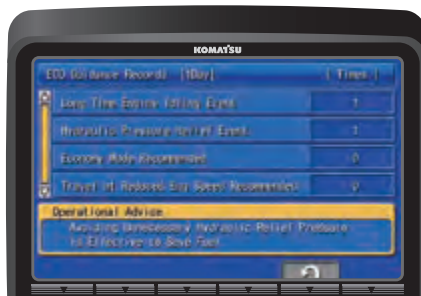 KOMATSU
ECO Guidance Records [1Day] [Times]
Long Time Engine Idling Event 1
Hydraulic Pressure Relief Event 1
Economy Mode Recommended 0
Travel at Reduced Eng Speed Recommended 0
Operational Advise
Avoiding Unnecessary Hydraulic Relief Pressure
is Effective to Save Fuel